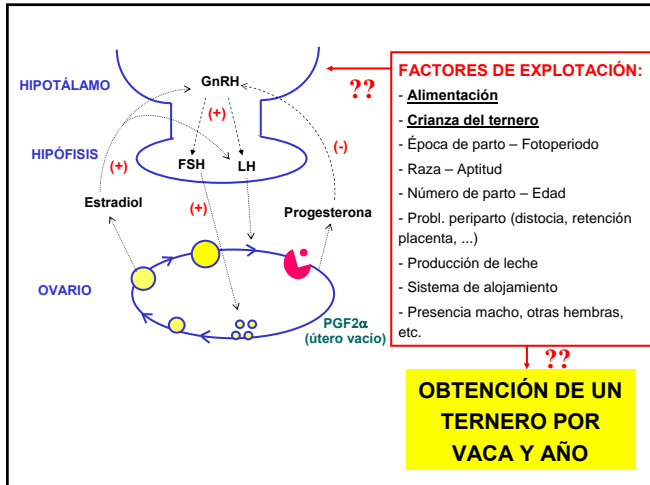 HIPOTÁLAMO
GnRH
(+)
HIPÓFISIS
(+)
FSH
LH
(-)
Estradiol
(+)
Progesterona
OVARIO
PGF2α
(útero vacío)
??
FACTORES DE EXPLOTACIÓN:
- Alimentación
- Crianza del ternero
- Época de parto – Fotoperiodo
- Raza – Aptitud
- Número de parto - Edad
- Probl. periparto (distocia, retención
placenta, ...)
- Producción de leche
- Sistema de alojamiento
- Presencia macho, otras hembras,
etc.
??
OBTENCIÓN DE UN
TERNERO POR
VACA Y AÑO